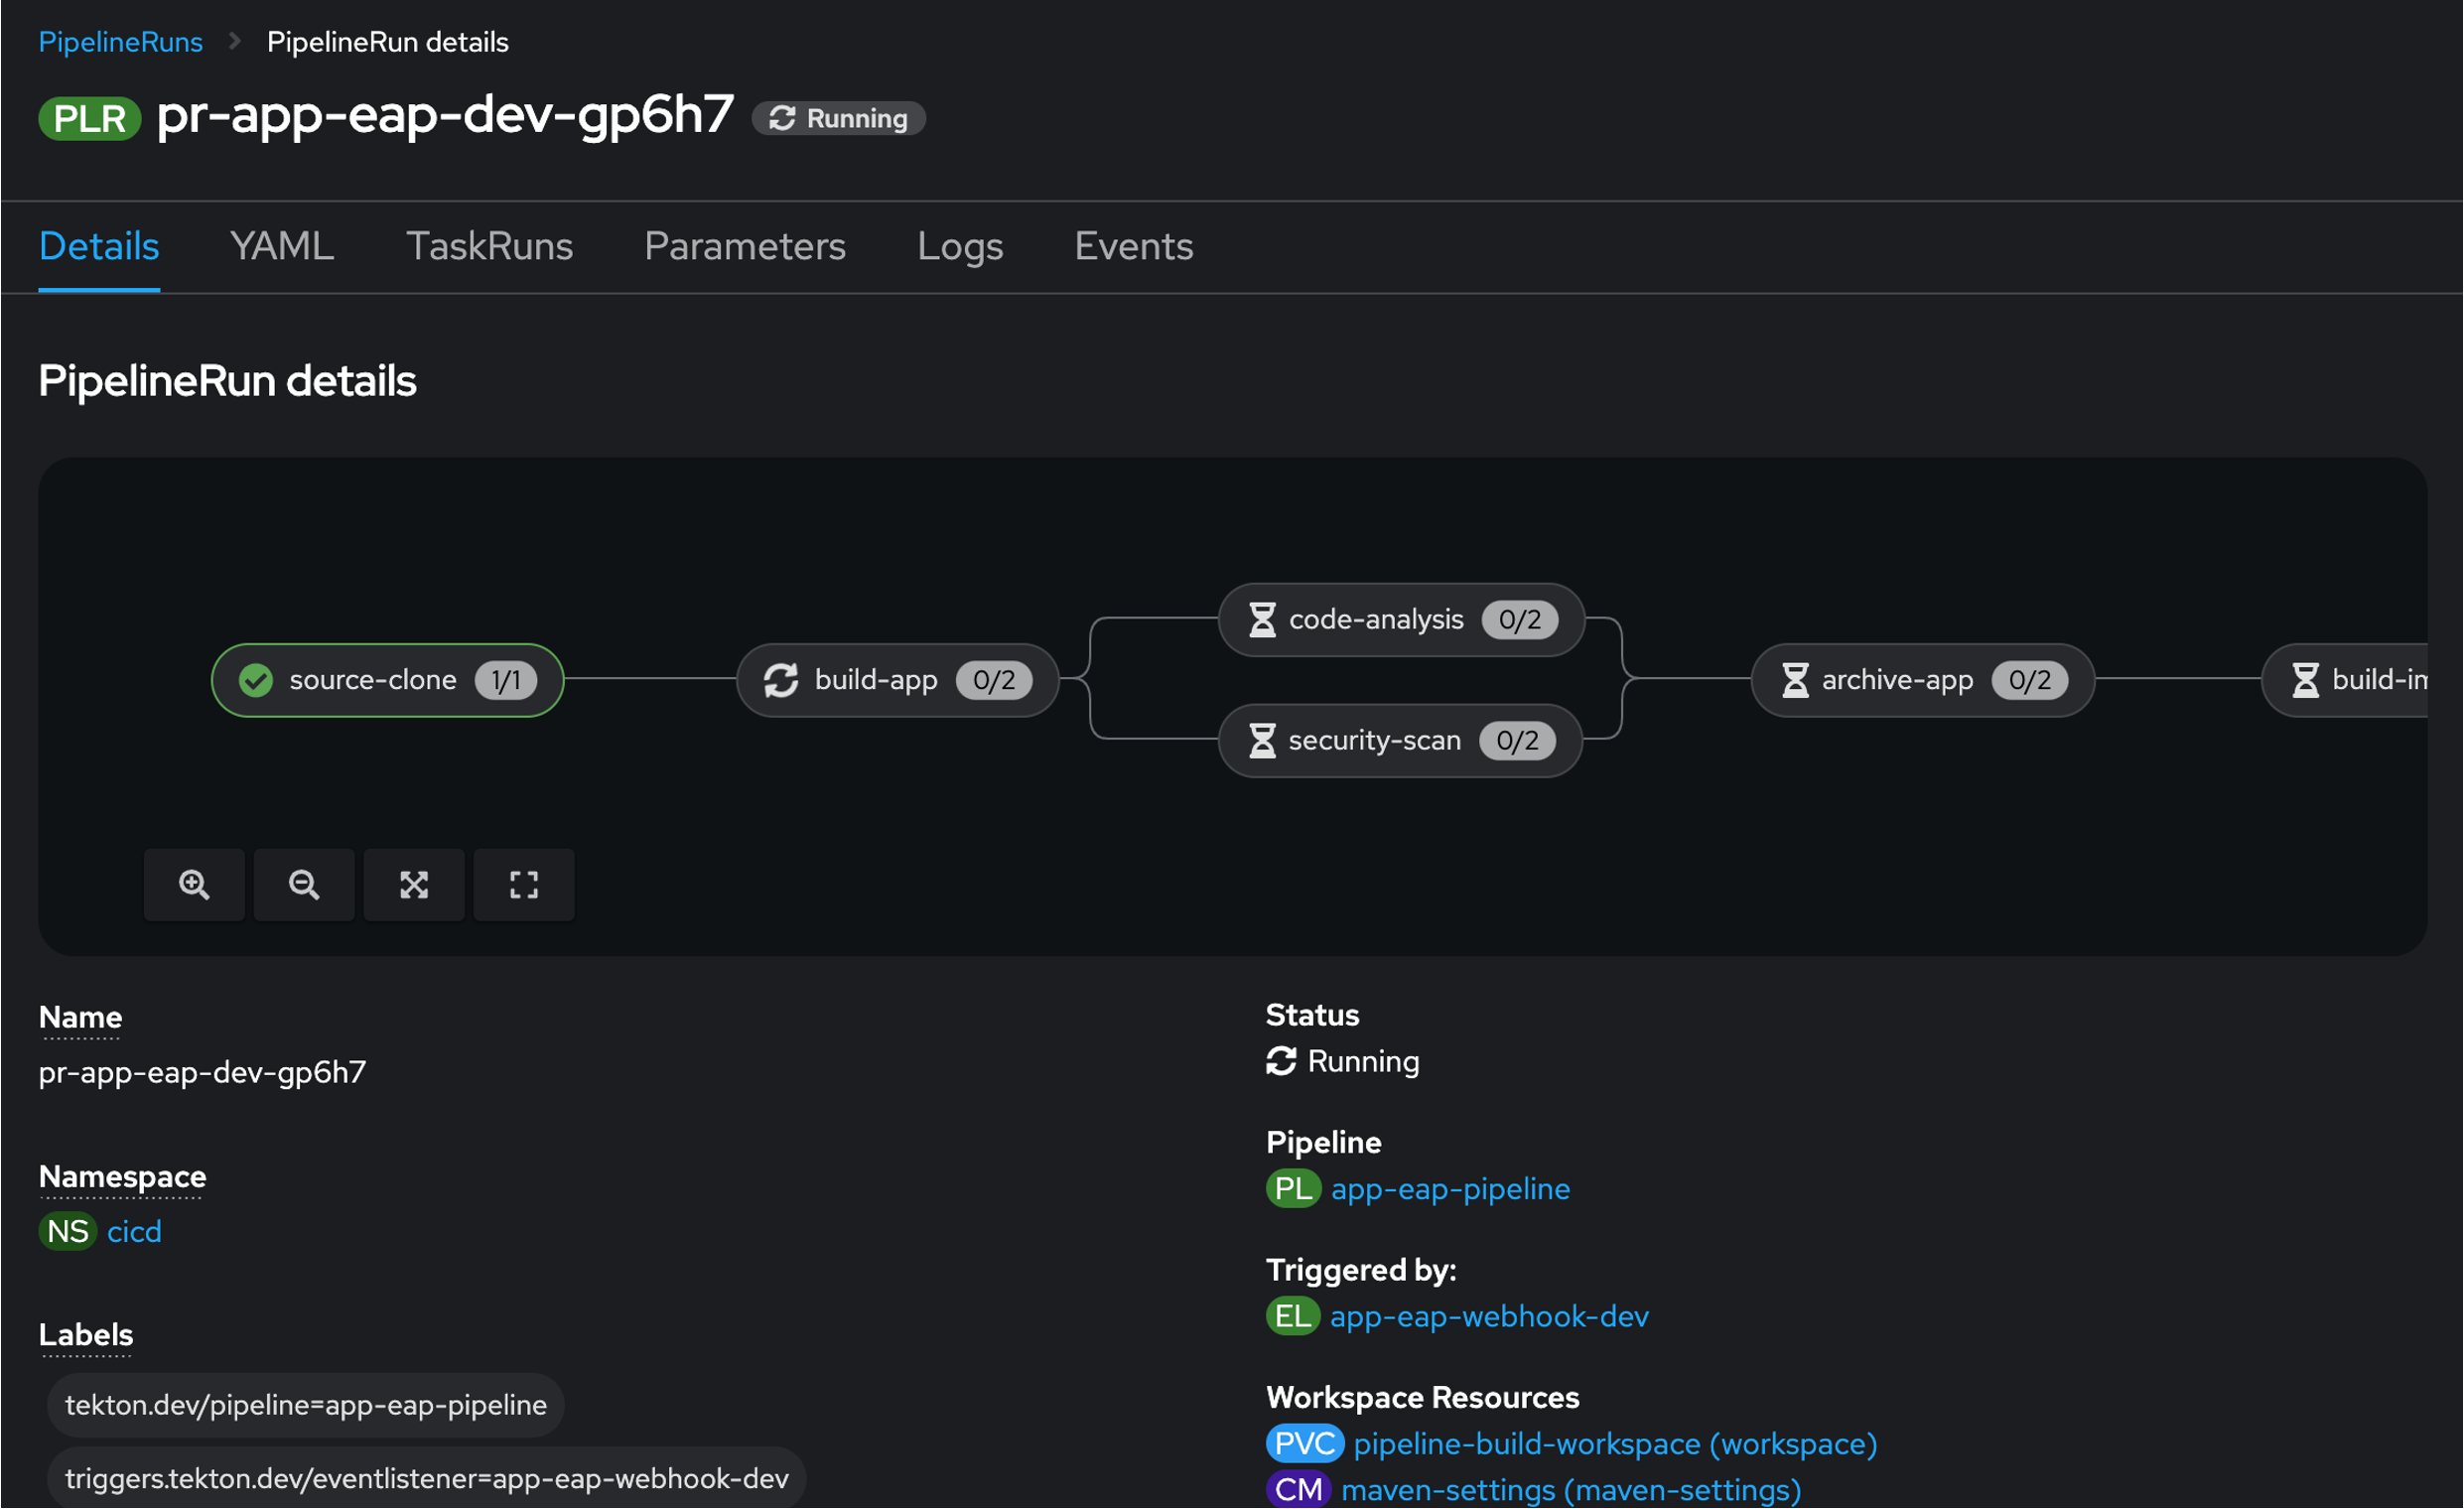 PipelineRuns > PipelineRun details
PLR pr-app-eap-dev-gp6h7 Running
Details YAML TaskRuns Parameters Logs Events
PipelineRun details
source-clone 1/1
build-app 0/2
code-analysis 0/2
security-scan 0/2
archive-app 0/2
Name
pr-app-eap-dev-gp6h7
Namespace
NS cicd
Labels
tekton.dev/pipeline=app-eap-pipeline
triggers.tekton.dev/eventlistener=app-eap-webhook-dev
Status
Running
Pipeline
PL app-eap-pipeline
Triggered by:
EL app-eap-webhook-dev
Workspace Resources
PVC pipeline-build-workspace (workspace)
CM maven-settings (maven-settings)